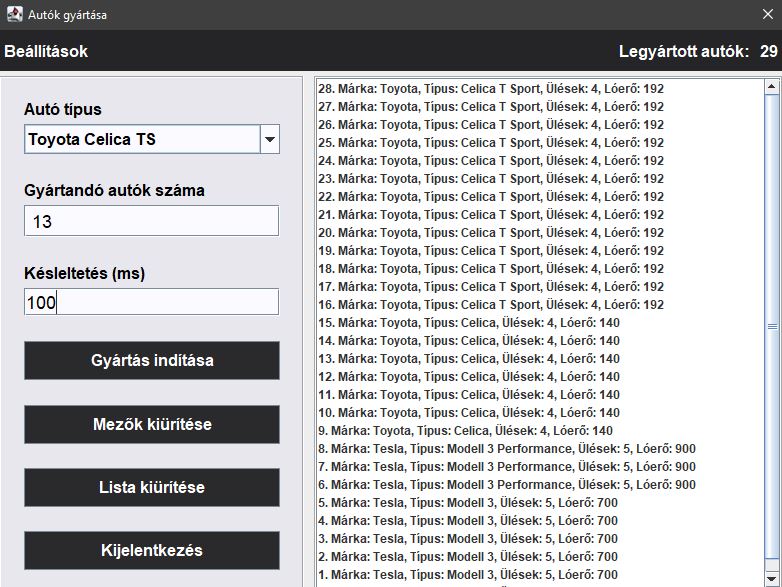 Autók gyártása
Beállítások
Legyártott autók: 29
Autó típus
Toyota Celica TS
Gyártandó autók száma
13
Késleltetés (ms)
100
Gyártás indítása
Mezők kiürítése
Lista kiürítése
Kijelentkezés
28. Márka: Toyota, Típus: Celica T Sport, Ülések: 4, Lóerő: 192
27. Márka: Toyota, Típus: Celica T Sport, Ülések: 4, Lóerő: 192
26. Márka: Toyota, Típus: Celica T Sport, Ülések: 4, Lóerő: 192
25. Márka: Toyota, Típus: Celica T Sport, Ülések: 4, Lóerő: 192
24. Márka: Toyota, Típus: Celica T Sport, Ülések: 4, Lóerő: 192
23. Márka: Toyota, Típus: Celica T Sport, Ülések: 4, Lóerő: 192
22. Márka: Toyota, Típus: Celica T Sport, Ülések: 4, Lóerő: 192
21. Márka: Toyota, Típus: Celica T Sport, Ülések: 4, Lóerő: 192
20. Márka: Toyota, Típus: Celica T Sport, Ülések: 4, Lóerő: 192
19. Márka: Toyota, Típus: Celica T Sport, Ülések: 4, Lóerő: 192
18. Márka: Toyota, Típus: Celica T Sport, Ülések: 4, Lóerő: 192
17. Márka: Toyota, Típus: Celica T Sport, Ülések: 4, Lóerő: 192
16. Márka: Toyota, Típus: Celica T Sport, Ülések: 4, Lóerő: 192
15. Márka: Toyota, Típus: Celica, Ülések: 4, Lóerő: 140
14. Márka: Toyota, Típus: Celica, Ülések: 4, Lóerő: 140
13. Márka: Toyota, Típus: Celica, Ülések: 4, Lóerő: 140
12. Márka: Toyota, Típus: Celica, Ülések: 4, Lóerő: 140
11. Márka: Toyota, Típus: Celica, Ülések: 4, Lóerő: 140
10. Márka: Toyota, Típus: Celica, Ülések: 4, Lóerő: 140
9. Márka: Toyota, Típus: Celica, Ülések: 4, Lóerő: 140
8. Márka: Tesla, Típus: Modell 3 Performance, Ülések: 5, Lóerő: 900
7. Márka: Tesla, Típus: Modell 3 Performance, Ülések: 5, Lóerő: 900
6. Márka: Tesla, Típus: Modell 3 Performance, Ülések: 5, Lóerő: 900
5. Márka: Tesla, Típus: Modell 3, Ülések: 5, Lóerő: 700
4. Márka: Tesla, Típus: Modell 3, Ülések: 5, Lóerő: 700
3. Márka: Tesla, Típus: Modell 3, Ülések: 5, Lóerő: 700
2. Márka: Tesla, Típus: Modell 3, Ülések: 5, Lóerő: 700
1. Márka: Tesla, Típus: Modell 3, Ülések: 5, Lóerő: 700